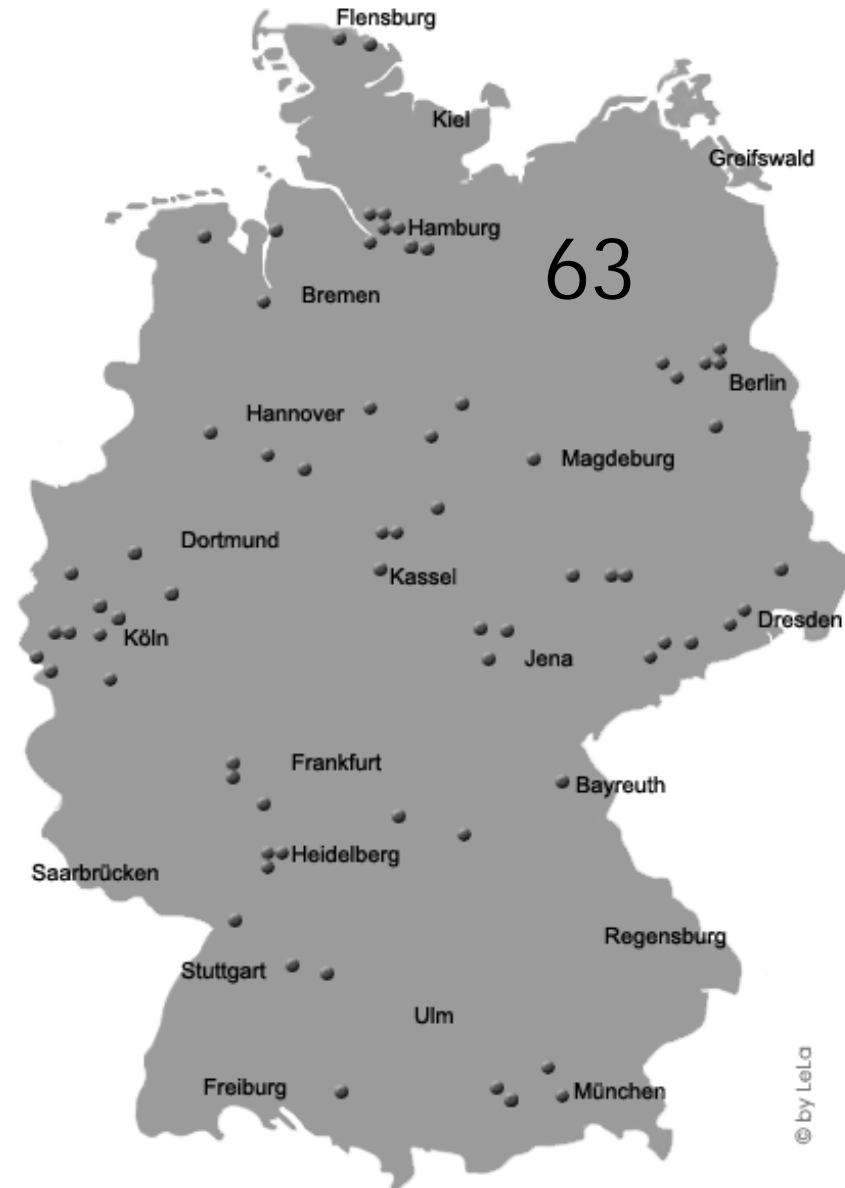 Flensburg
Kiel
Greifswald
Hamburg
63
Bremen
Berlin
Hannover
Magdeburg
Dortmund
Kassel
Dresden
Köln
Jena
Frankfurt
Bayreuth
Heidelberg
Saarbrücken
Regensburg
Stuttgart
Ulm
Freiburg
München
© by LeLa